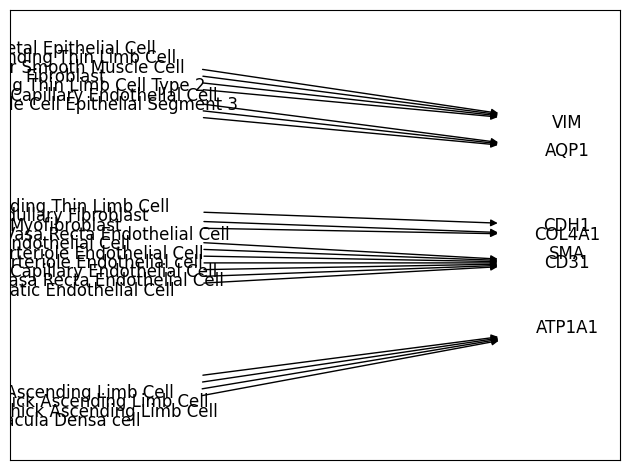 etal Epithelial Cell
nding Thin Limb Cell
r Smooth Muscle Cell
Fibroblast
g Thin Limb Cell Type 2
Capillary Endothelial Cell
le Cell Epithelial Segment 3
VIM
AQP1
ding Thin Limb Cell
dullary Fibroblast
Myofibroblast
Vasa Recta Endothelial Cell
ndothelial Cell
rteriole Endothelial Cell
rteriole Endothelial cell
Capillary Endothelial Cell
asa Recta Endothelial Cell
atic Endothelial Cell
CDH1
COL4A1
SMA
CD31
ATP1A1
Ascending Limb Cell
ick Ascending Limb Cell
hick Ascending Limb Cell
acula Densa cell